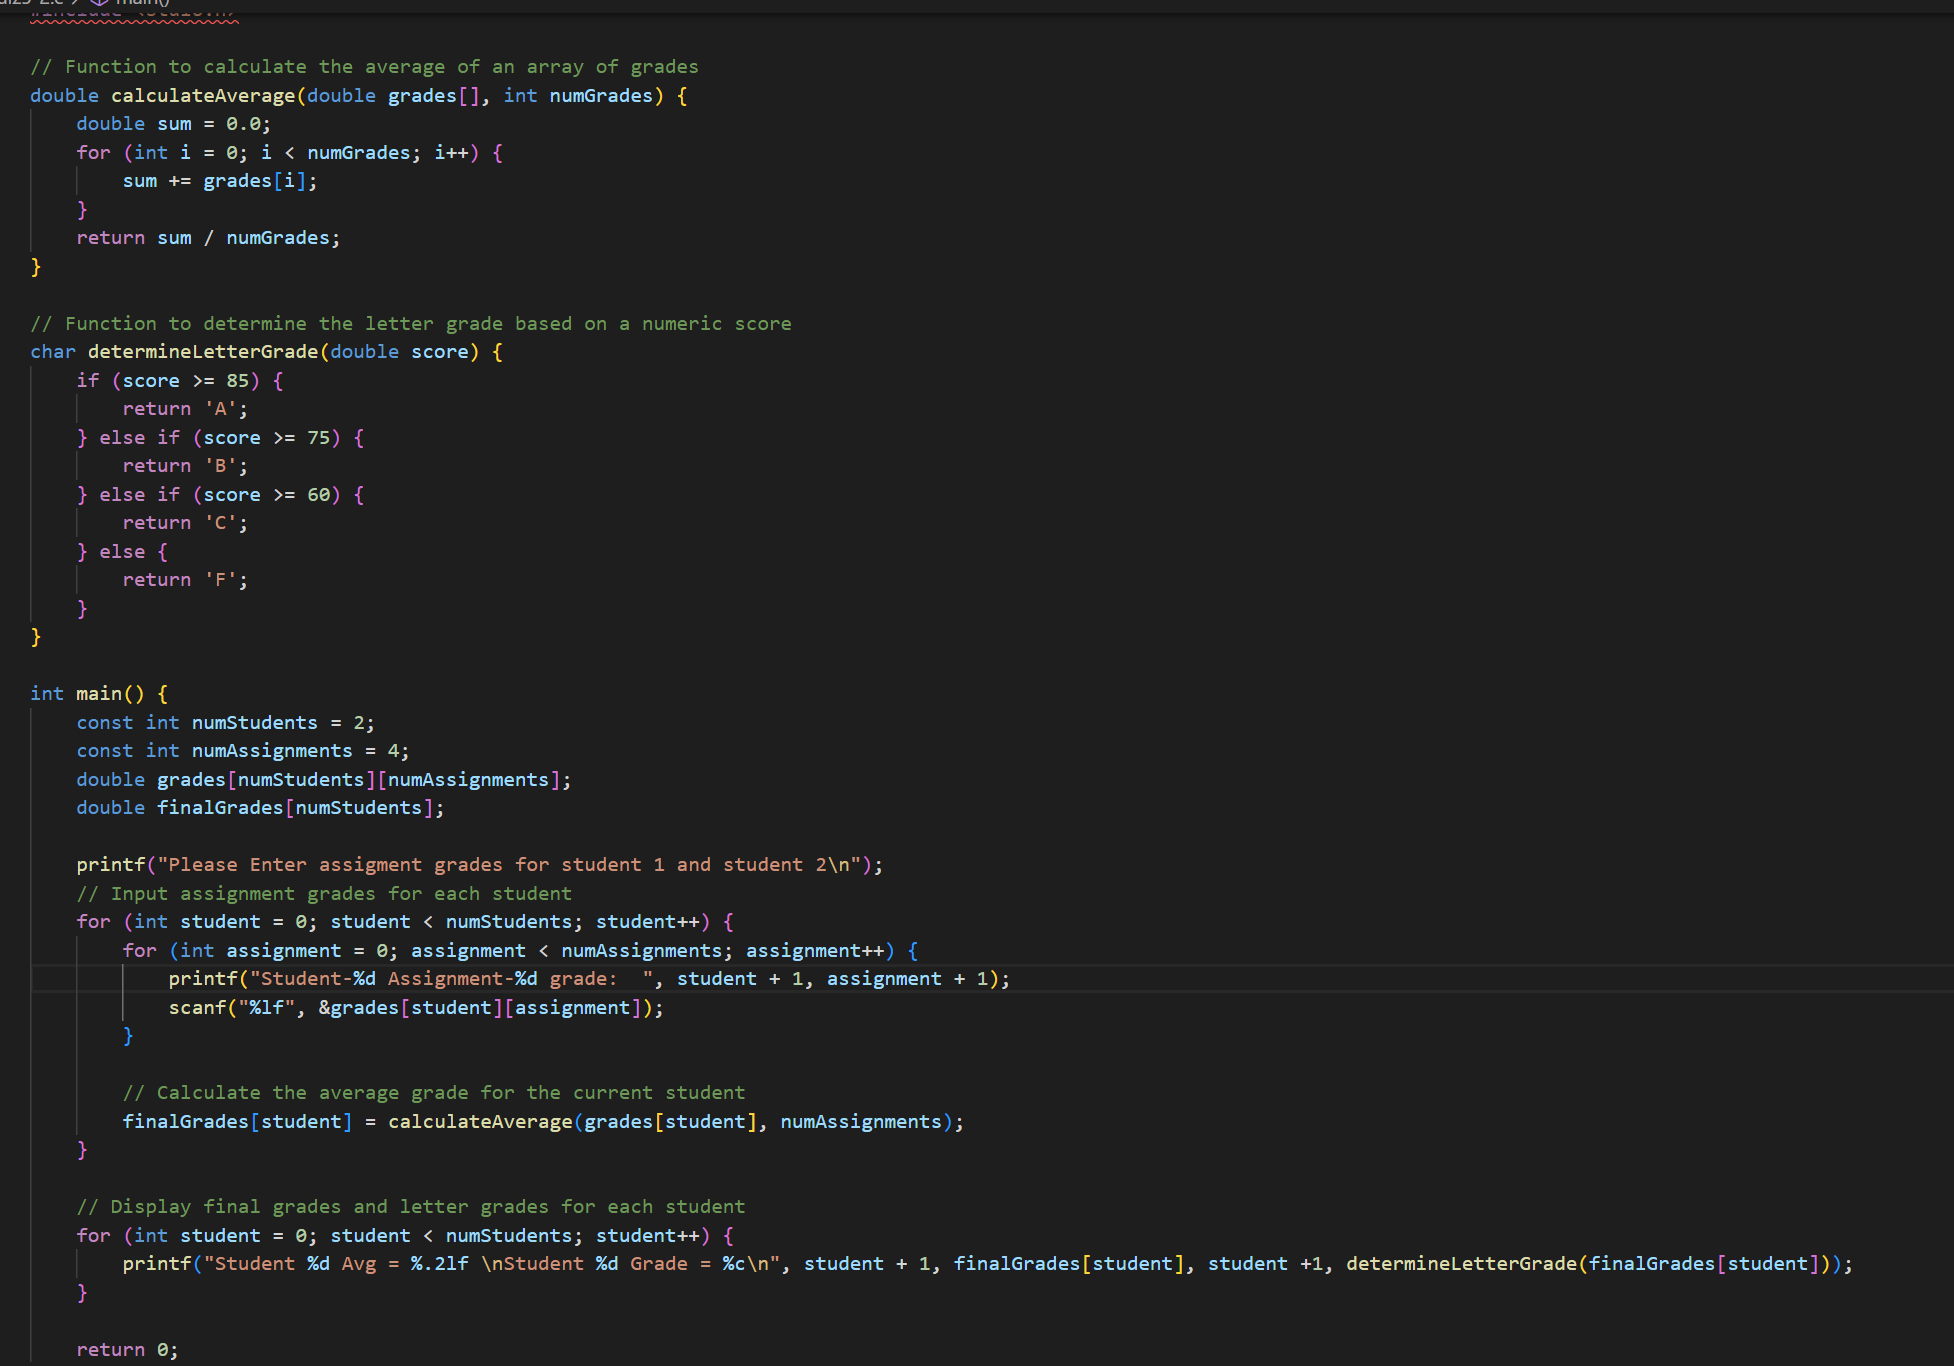 main()
#include <stdio.h>
// Function to calculate the average of an array of grades
double calculateAverage(double grades[], int numGrades) {
    double sum = 0.0;
    for (int i = 0; i < numGrades; i++) {
        sum += grades[i];
    }
    return sum / numGrades;
}
// Function to determine the letter grade based on a numeric score
char determineLetterGrade(double score) {
    if (score >= 85) {
        return 'A';
    } else if (score >= 75) {
        return 'B';
    } else if (score >= 60) {
        return 'C';
    } else {
        return 'F';
    }
}
int main() {
    const int numStudents = 2;
    const int numAssignments = 4;
    double grades[numStudents][numAssignments];
    double finalGrades[numStudents];
    printf("Please Enter assigment grades for student 1 and student 2\n");
    // Input assignment grades for each student
    for (int student = 0; student < numStudents; student++) {
        for (int assignment = 0; assignment < numAssignments; assignment++) {
            printf("Student-%d Assignment-%d grade:  ", student + 1, assignment + 1);
            scanf("%lf", &grades[student][assignment]);
        }
        // Calculate the average grade for the current student
        finalGrades[student] = calculateAverage(grades[student], numAssignments);
    }
    // Display final grades and letter grades for each student
    for (int student = 0; student < numStudents; student++) {
        printf("Student %d Avg = %.2lf \nStudent %d Grade = %c\n", student + 1, finalGrades[student], student +1, determineLetterGrade(finalGrades[student]));
    }
    return 0;